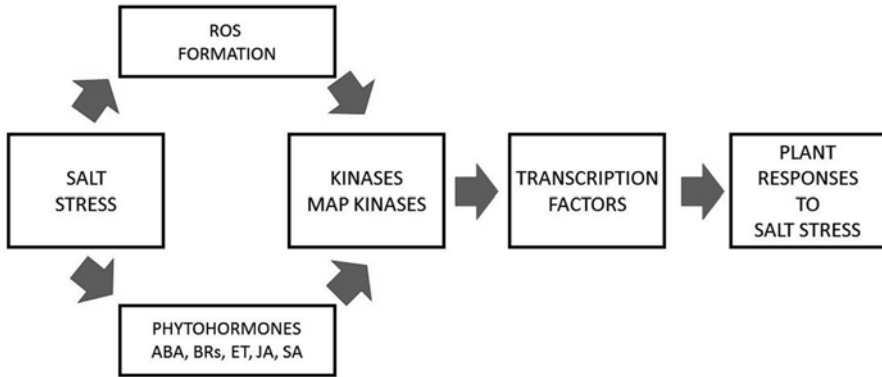 ROS
FORMATION
SALT
STRESS
KINASES
MAP KINASES
TRANSCRIPTION
FACTORS
PLANT
RESPONSES
TO
SALT STRESS
PHYTOHORMONES
ABA, BRs, ET, JA, SA